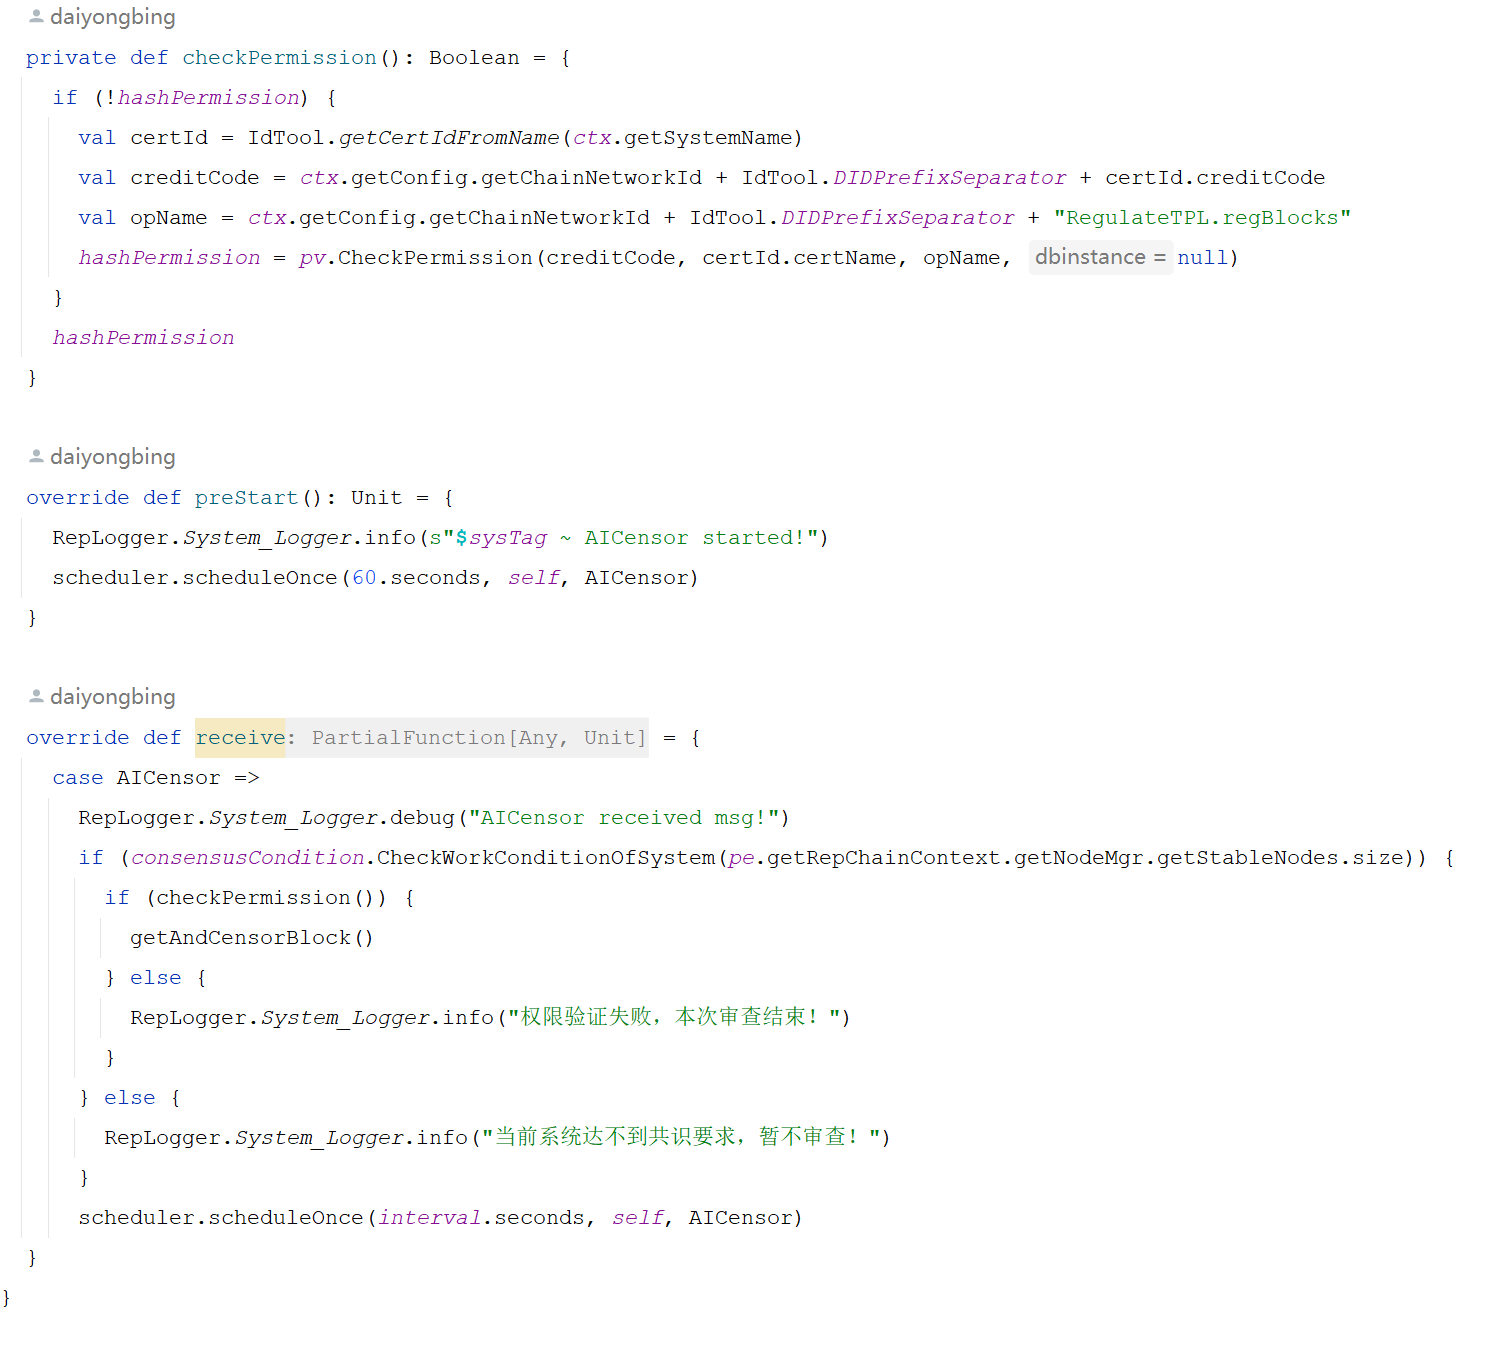 daiyongbing
private def checkPermission(): Boolean = {
if (!hashPermission) {
val certId = IdTool.getCertIdFromName(ctx.getSystemName)
val creditCode = ctx.getConfig.getChainNetworkId + IdTool.DIDPrefixSeparator + certId.creditCode
val opName = ctx.getConfig.getChainNetworkId + IdTool.DIDPrefixSeparator + "RegulateTPL.regBlocks"
hashPermission = pv.CheckPermission(creditCode, certId.certName, opName, dbinstance = null)
}
hashPermission
}
daiyongbing
override def preStart(): Unit = {
RepLogger.System_Logger.info(s"$sysTag ~ AICensor started!")
scheduler.scheduleOnce(60.seconds, self, AICensor)
}
daiyongbing
override def receive: PartialFunction[Any, Unit] = {
case AICensor =>
RepLogger.System_Logger.debug("AICensor received msg!")
if (consensusCondition.CheckWorkConditionOfSystem(pe.getRepChainContext.getNodeMgr.getStableNodes.size)) {
if (checkPermission()) {
getAndCensorBlock()
} else {
RepLogger.System_Logger.info("权限验证失败，本次审查结束！")
}
} else {
RepLogger.System_Logger.info("当前系统达不到共识要求，暂不审查！")
}
scheduler.scheduleOnce(interval.seconds, self, AICensor)
}
}